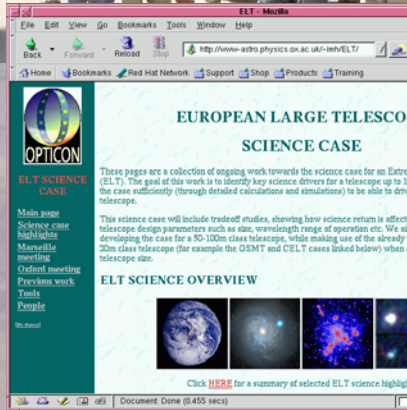 ELT - Mozilla
File Edit View Go Bookmarks Tools Window Help
Back Forward Reload Stop http://www-astro.physics.ox.ac.uk/~imh/ELT/
Home Bookmarks Red Hat Network Support Shop Products Training
OPTICON
ELT SCIENCE
CASE
Main page
Science case
highlights
Marseille
meeting
Oxford meeting
Previous work
Tools
People
EUROPEAN LARGE TELESCO
SCIENCE CASE
These pages are a collection of ongoing work towards the science case for an Extre
(ELT). The goal of this work is to identify key science drivers for a telescope up to 1
the case sufficiently (through detailed calculations and simulations) to be able to driv
telescope.
This science case will include tradeoff studies, showing how science return is affect
telescope design parameters such as size, wavelength range of operation etc. We ai
developing the case for a 50-100m class telescope, while making use of the already
30m class telescope (for example the GSMT and CELT cases linked below) when
telescope size.
ELT SCIENCE OVERVIEW
Click HERE for a summary of selected ELT science highlig
Document: Done (0.455 secs)